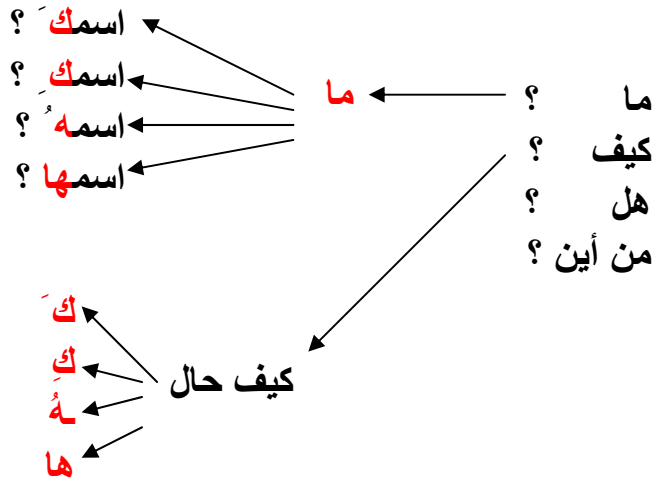 ما ؟
كيف ؟
هل ؟
من أين ؟
ما
اسمكَ ؟
اسمكِ ؟
اسمهُ ؟
اسمها ؟
كيف حال
كَ
كِ
ـهُ
ها